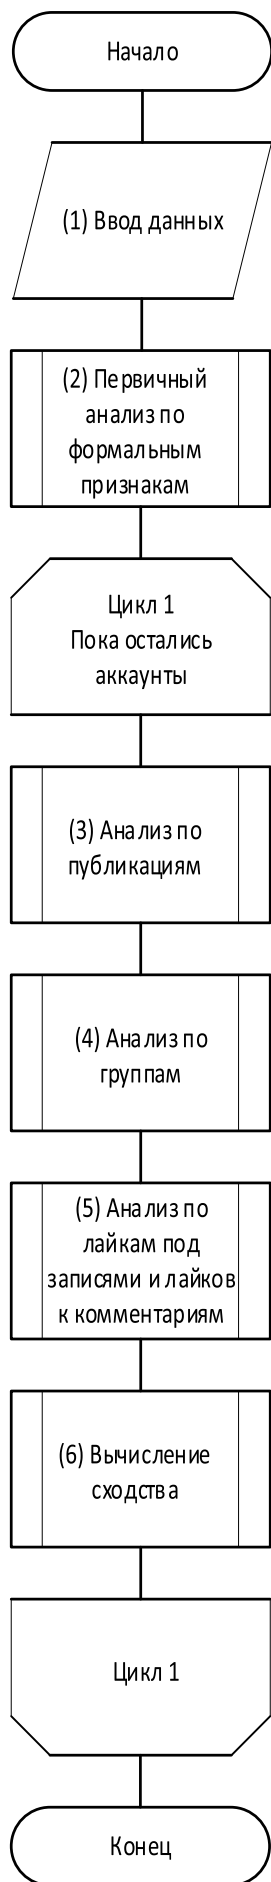 Начало
(1) Ввод данных
(2) Первичный
анализ по
формальным
признакам
Цикл 1
Пока остались
аккаунты
(3) Анализ по
публикациям
(4) Анализ по
группам
(5) Анализ по
лайкам под
записями и лайков
к комментариям
(6) Вычисление
сходства
Цикл 1
Конец